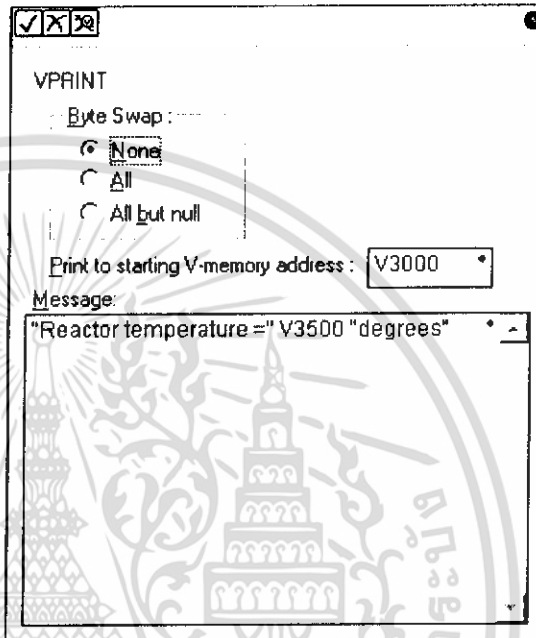 VPRINT
Byte Swap :
None
All
All but null
Print to starting V-memory address : V3000
Message:
"Reactor temperature =" V3500 "degrees"